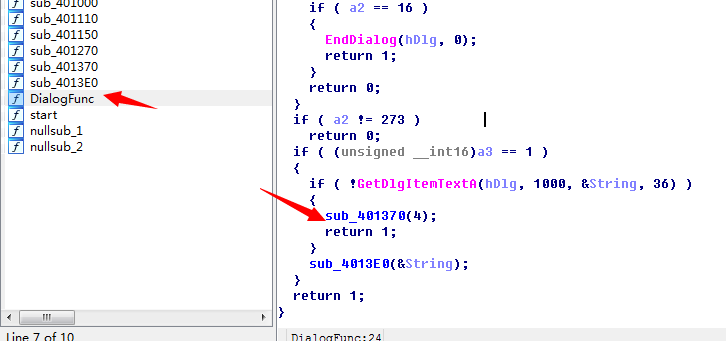 sub_401000
sub_401110
sub_401150
sub_401270
sub_401370
sub_4013E0
DialogFunc
start
nullsub_1
nullsub_2
Line 7 of 10
if ( a2 == 16 )
{
EndDialog(hDlg, 0);
return 1;
}
return 0;
}
if ( a2 != 273 )
return 0;
if ( (unsigned __int16)a3 == 1 )
{
if ( !GetDlgItemTextA(hDlg, 1000, &String, 36) )
{
sub_401370(4);
return 1;
}
sub_4013E0(&String);
}
return 1;
}
DialogFunc:24